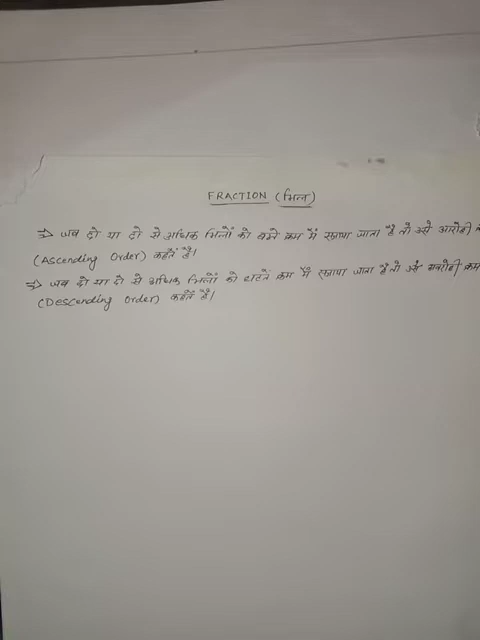 FRACTION (भिन्न)
⇒ जब दो या दो से अधिक भिन्नों को बढ़ते क्रम में सजाया जाता है तो उसे आरोही
(Ascending Order) कहतें हैं।
⇒ जब दो या दो से अधिक भिन्नों को घटतें क्रम में सजाया जाता है तो उसे अवरोही क्रम
(Descending Order) कहतें हैं।